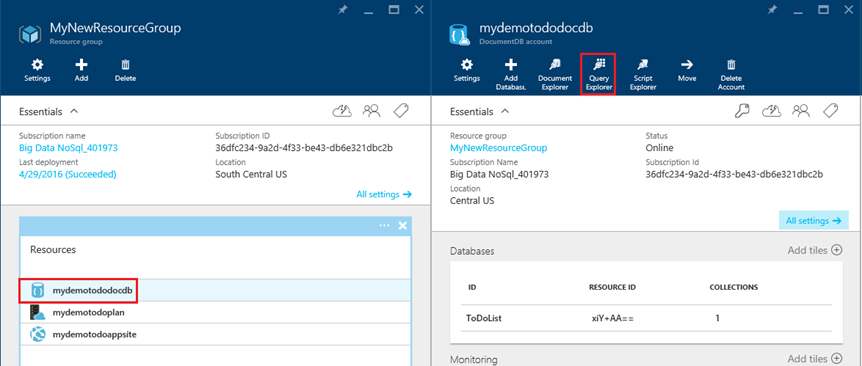 MyNewResourceGroup
Resource group
Settings Add Delete
Essentials
Subscription name Subscription ID
Big Data NoSql_401973 36dfc234-9a2d-4f33-be43-db6e321dbc2b
Last deployment Location
4/29/2016 (Succeeded) South Central US
All settings
Resources
mydemotododocdb
mydemotodoplan
mydemotodoappsite
mydemotododocdb
DocumentDB account
Settings Add Databas. Document Explorer Query Explorer Script Explorer Move Delete Account
Essentials
Resource group Status
MyNewResourceGroup Online
Subscription Name Subscription Id
Big Data NoSql_401973 36dfc234-9a2d-4f33-be43-db6e321dbc2b
Location
Central US
All settings
Databases Add tiles
ID RESOURCE ID COLLECTIONS
ToDoList xiY+AA== 1
Monitoring Add tiles